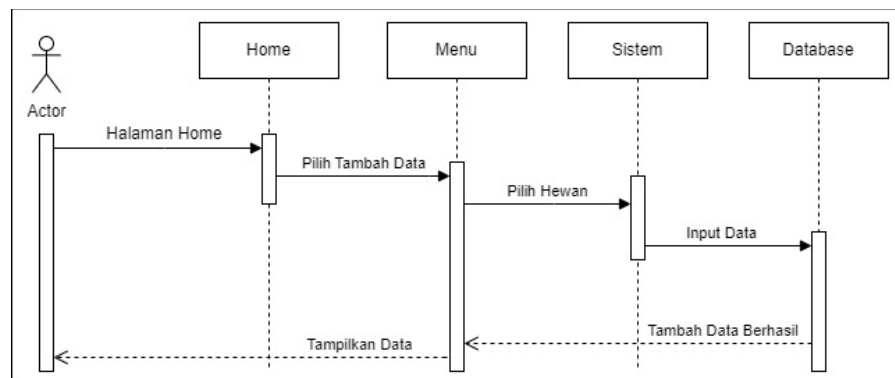 Home
Menu
Sistem
Database
Actor
Halaman Home
Pilih Tambah Data
Pilih Hewan
Input Data
Tambah Data Berhasil
Tampilkan Data